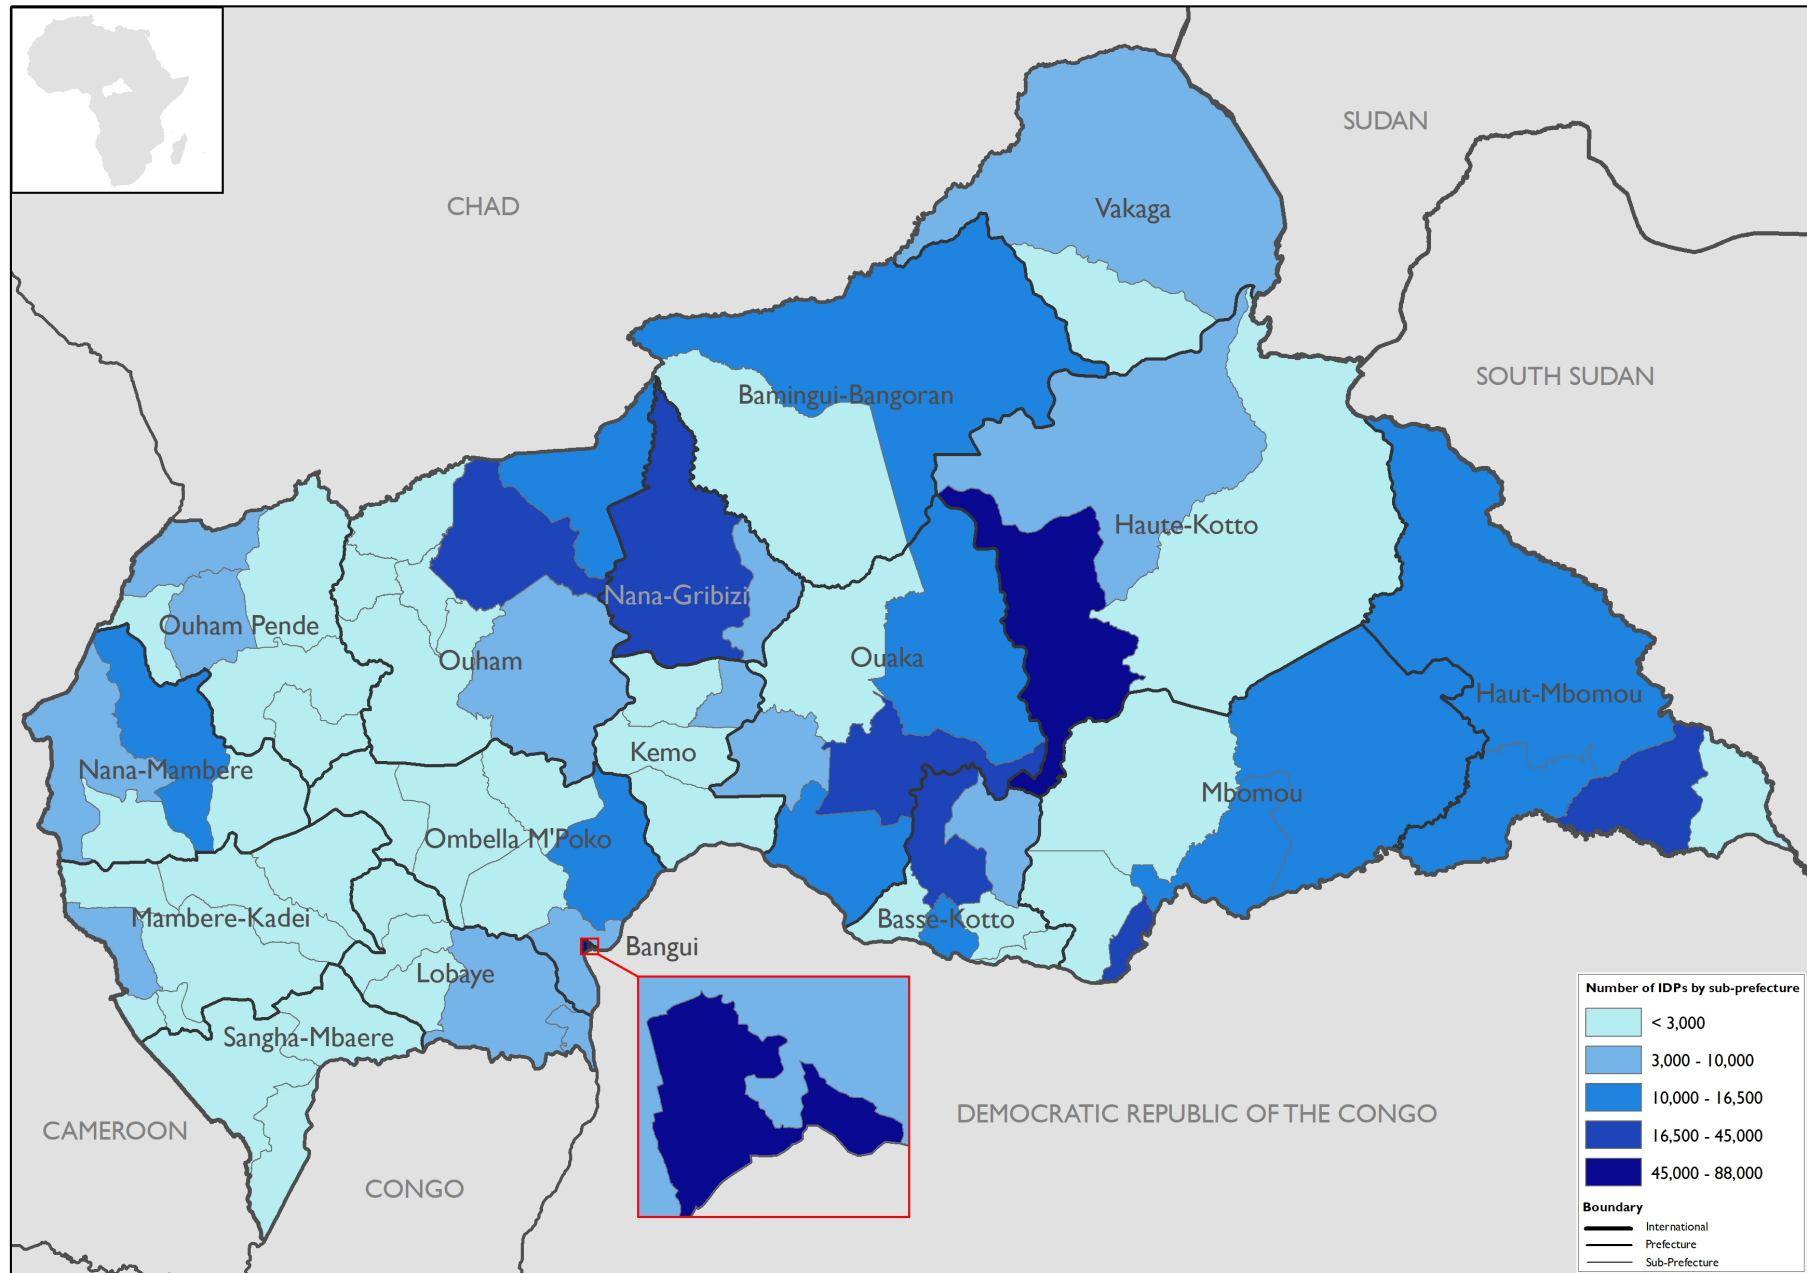 SUDAN
CHAD
Vakaga
SOUTH SUDAN
Bamingui-Bangoran
Haute-Kotto
Nana-Gribizi
Ouham Pende
Ouham
Ouaka
Haut-Mbomou
Kemo
Nana-Mambere
Mbomou
Ombella M'Poko
Mambere-Kadei
Basse-Kotto
Bangui
Lobaye
Sangha-Mbaere
CAMEROON
DEMOCRATIC REPUBLIC OF THE CONGO
CONGO
Number of IDPs by sub-prefecture
< 3,000
3,000 - 10,000
10,000 - 16,500
16,500 - 45,000
45,000 - 88,000
Boundary
International
Prefecture
Sub-Prefecture